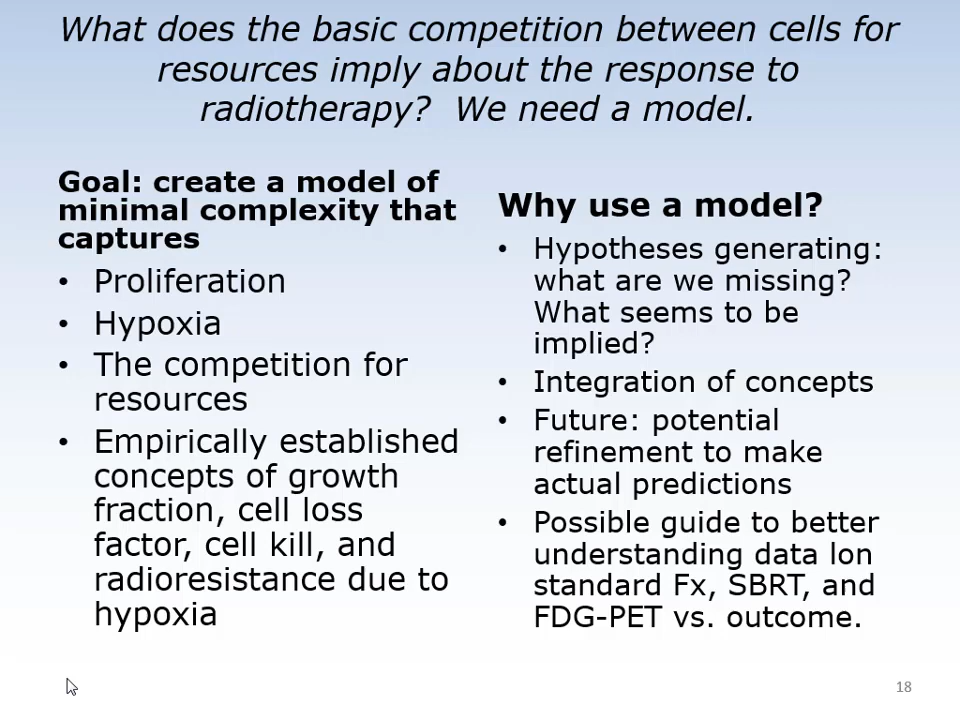 What does the basic competition between cells for
resources imply about the response to
radiotherapy?  We need a model.
Goal: create a model of
minimal complexity that
captures
• Proliferation
• Hypoxia
• The competition for
resources
• Empirically established
concepts of growth
fraction, cell loss
factor, cell kill, and
radioresistance due to
hypoxia
Why use a model?
• Hypotheses generating:
what are we missing?
What seems to be
implied?
• Integration of concepts
• Future: potential
refinement to make
actual predictions
• Possible guide to better
understanding data lon
standard Fx, SBRT, and
FDG-PET vs. outcome.
18